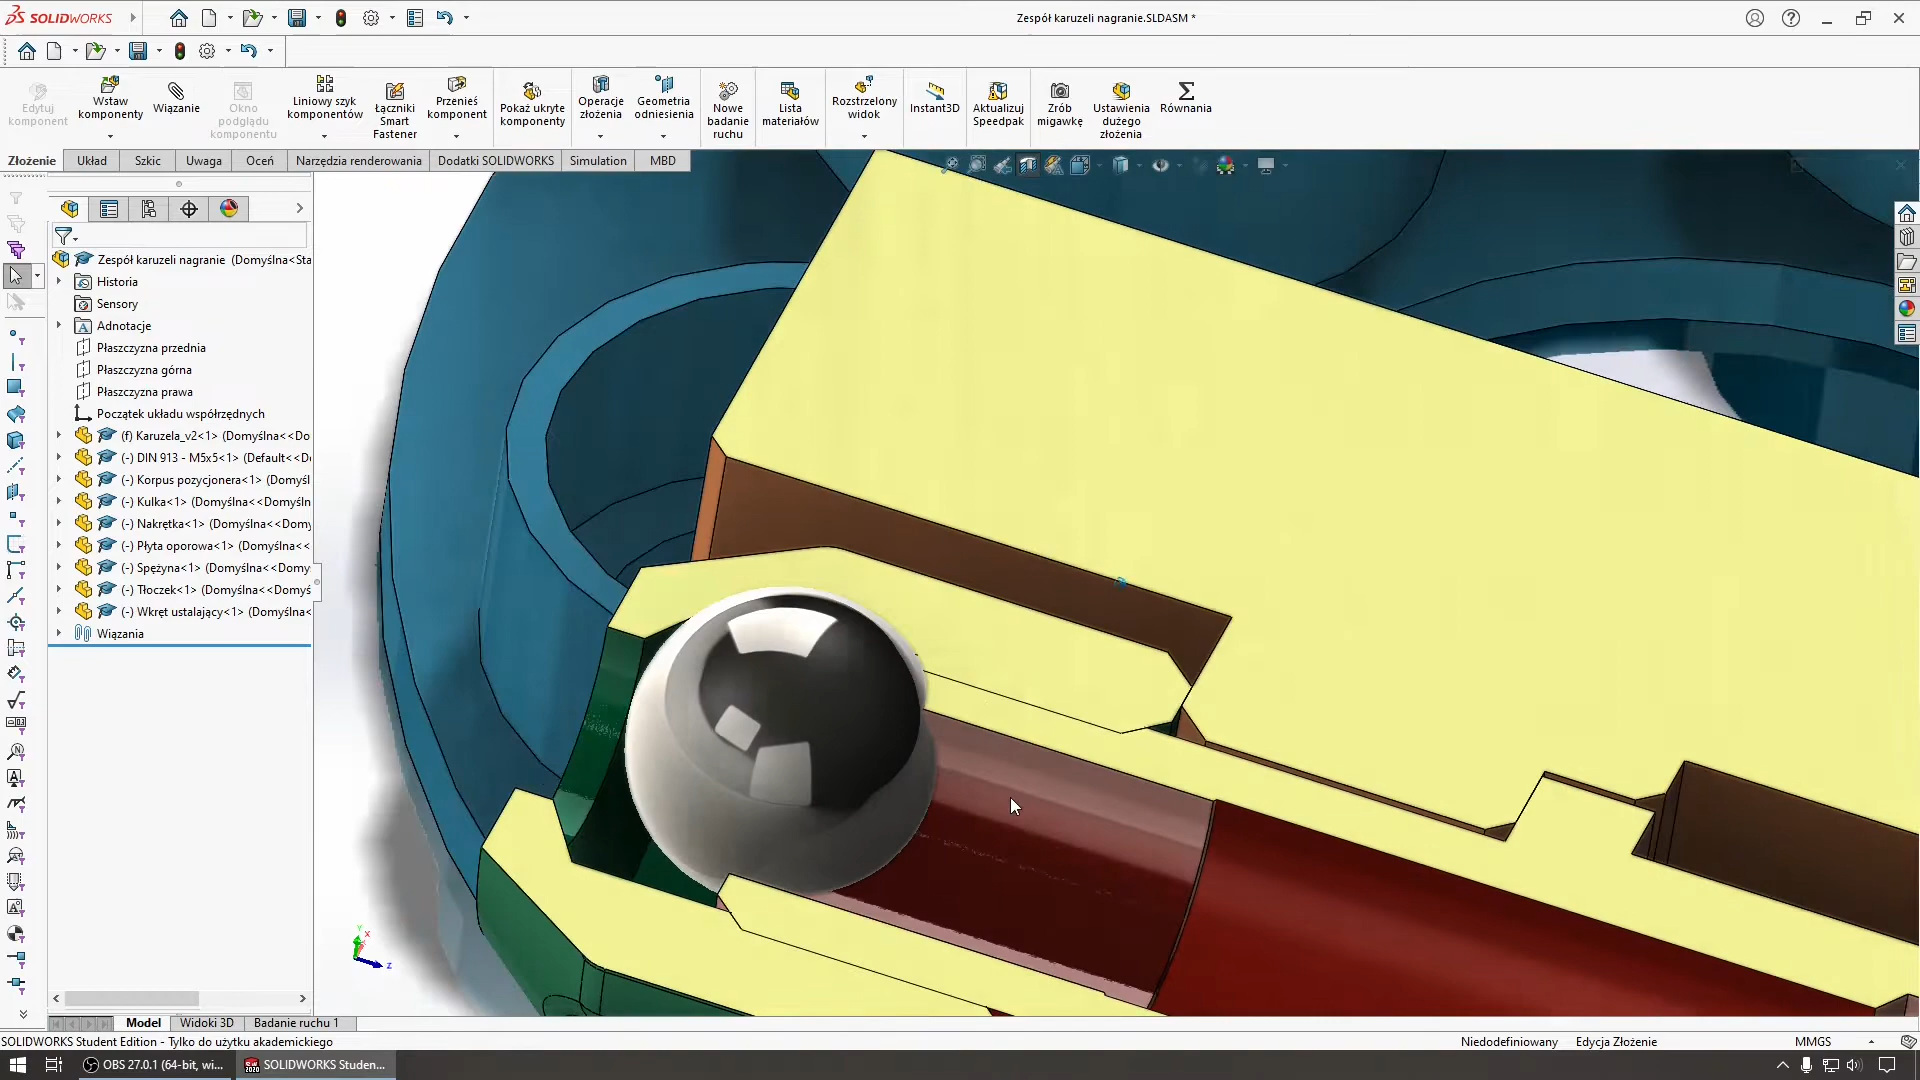 SOLIDWORKS
Zespół karuzeli nagranie.SLDASM *
Edytuj komponent
Wstaw komponenty
Wiązanie
Okno podglądu komponentu
Liniowy szyk komponentów
Łączniki Smart Fastener
Przenieś komponent
Pokaż ukryte komponenty
Operacje złożenia
Geometria odniesienia
Nowe badanie ruchu
Lista materiałów
Rozstrzelony widok
Instant3D
Aktualizuj Speedpak
Zrób migawkę
Ustawienia dużego złożenia
Równania
Złożenie
Układ
Szkic
Uwaga
Oceń
Narzędzia renderowania
Dodatki SOLIDWORKS
Simulation
MBD
Zespół karuzeli nagranie (Domyślna<Sta
Historia
Sensory
Adnotacje
Płaszczyzna przednia
Płaszczyzna górna
Płaszczyzna prawa
Początek układu współrzędnych
(f) Karuzela_v2<1> (Domyślna<<Do
(-) DIN 913 - M5x5<1> (Default<<D
(-) Korpus pozycjonera<1> (Domyśl
(-) Kulka<1> (Domyślna<<Domyśln
(-) Nakrętka<1> (Domyślna<<Domy
(-) Płyta oporowa<1> (Domyślna<<
(-) Spężyna<1> (Domyślna<<Domy
(-) Tłoczek<1> (Domyślna<<Domyś
(-) Wkręt ustalający<1> (Domyślna<
Wiązania
Y
X
Z
Model
Widoki 3D
Badanie ruchu 1
SOLIDWORKS Student Edition - Tylko do użytku akademickiego
Niedodefiniowany
Edycja Złożenie
MMGS
OBS 27.0.1 (64-bit, wi...
SOLIDWORKS Studen...